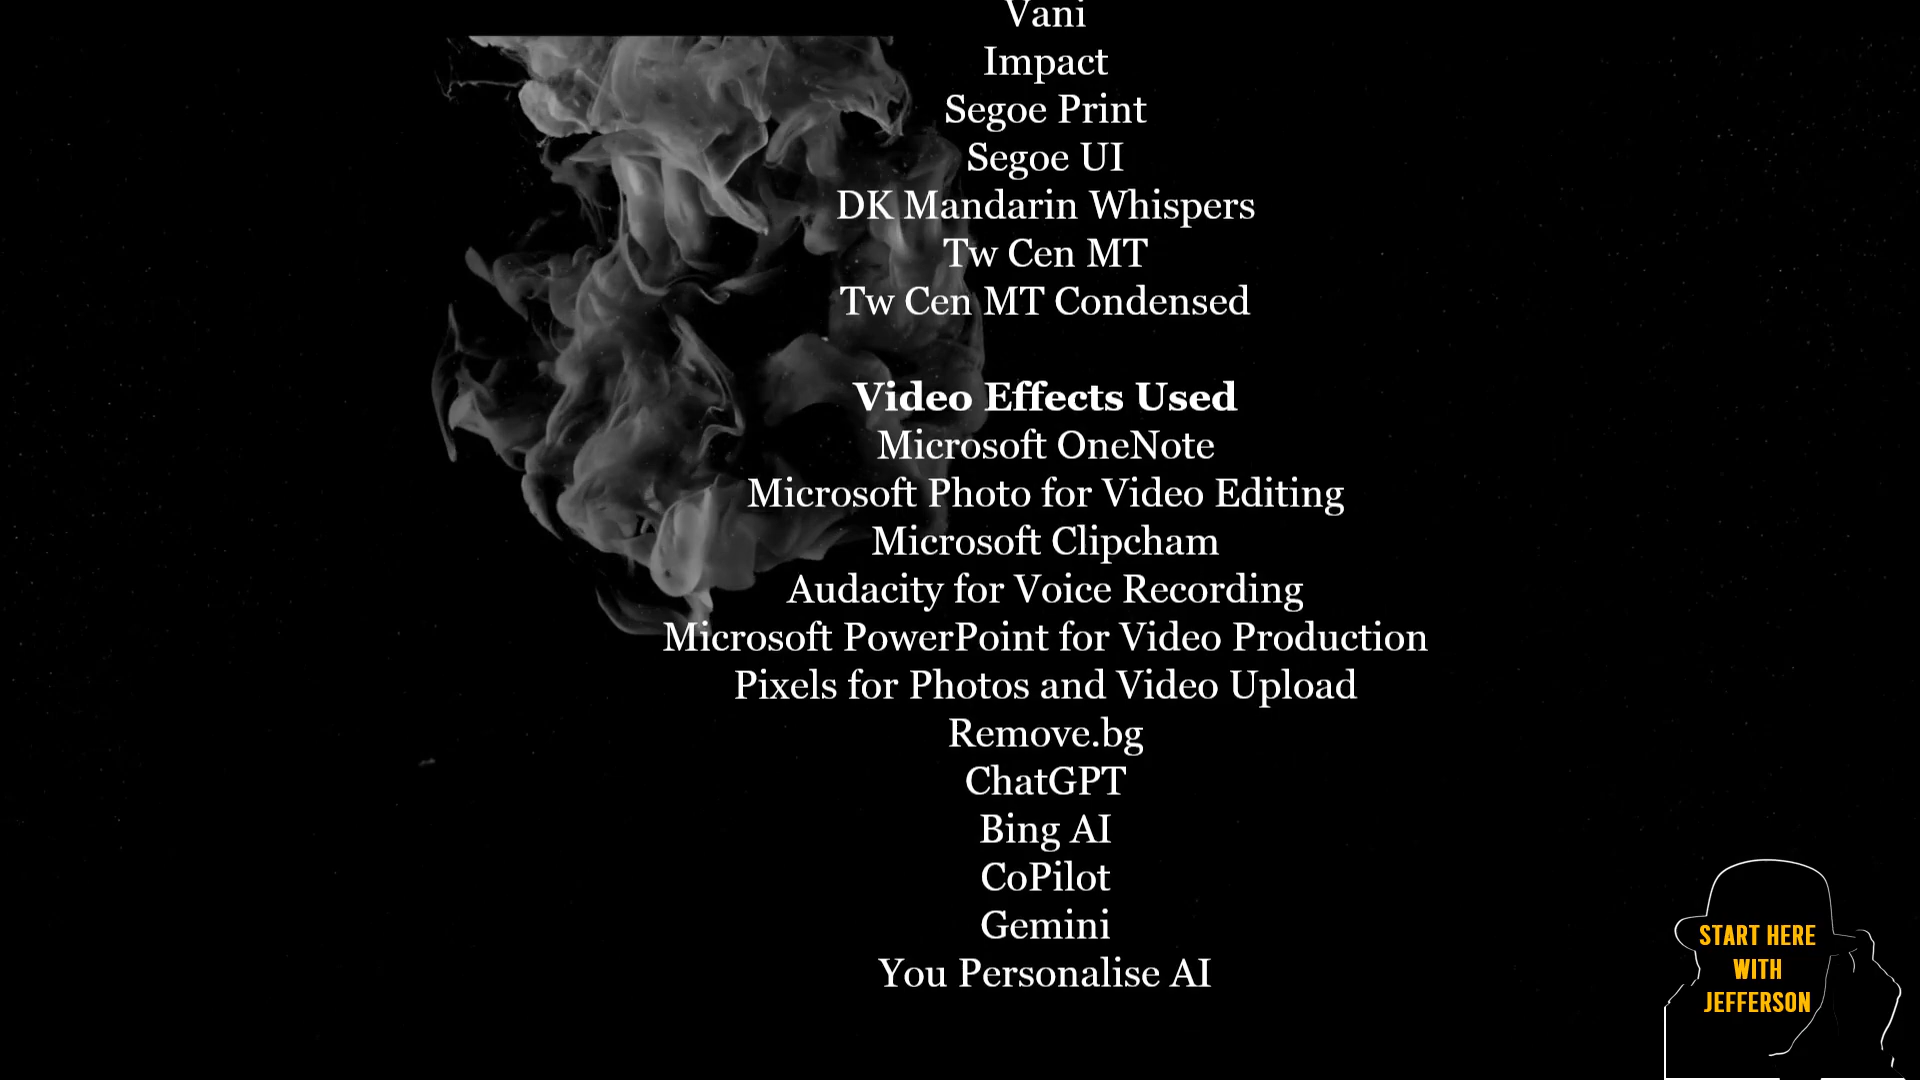 Vani
Impact
Segoe Print
Segoe UI
DK Mandarin Whispers
Tw Cen MT
Tw Cen MT Condensed
Video Effects Used
Microsoft OneNote
Microsoft Photo for Video Editing
Microsoft Clipcham
Audacity for Voice Recording
Microsoft PowerPoint for Video Production
Pixels for Photos and Video Upload
Remove.bg
ChatGPT
Bing AI
CoPilot
Gemini
You Personalise AI
START HERE
WITH
JEFFERSON